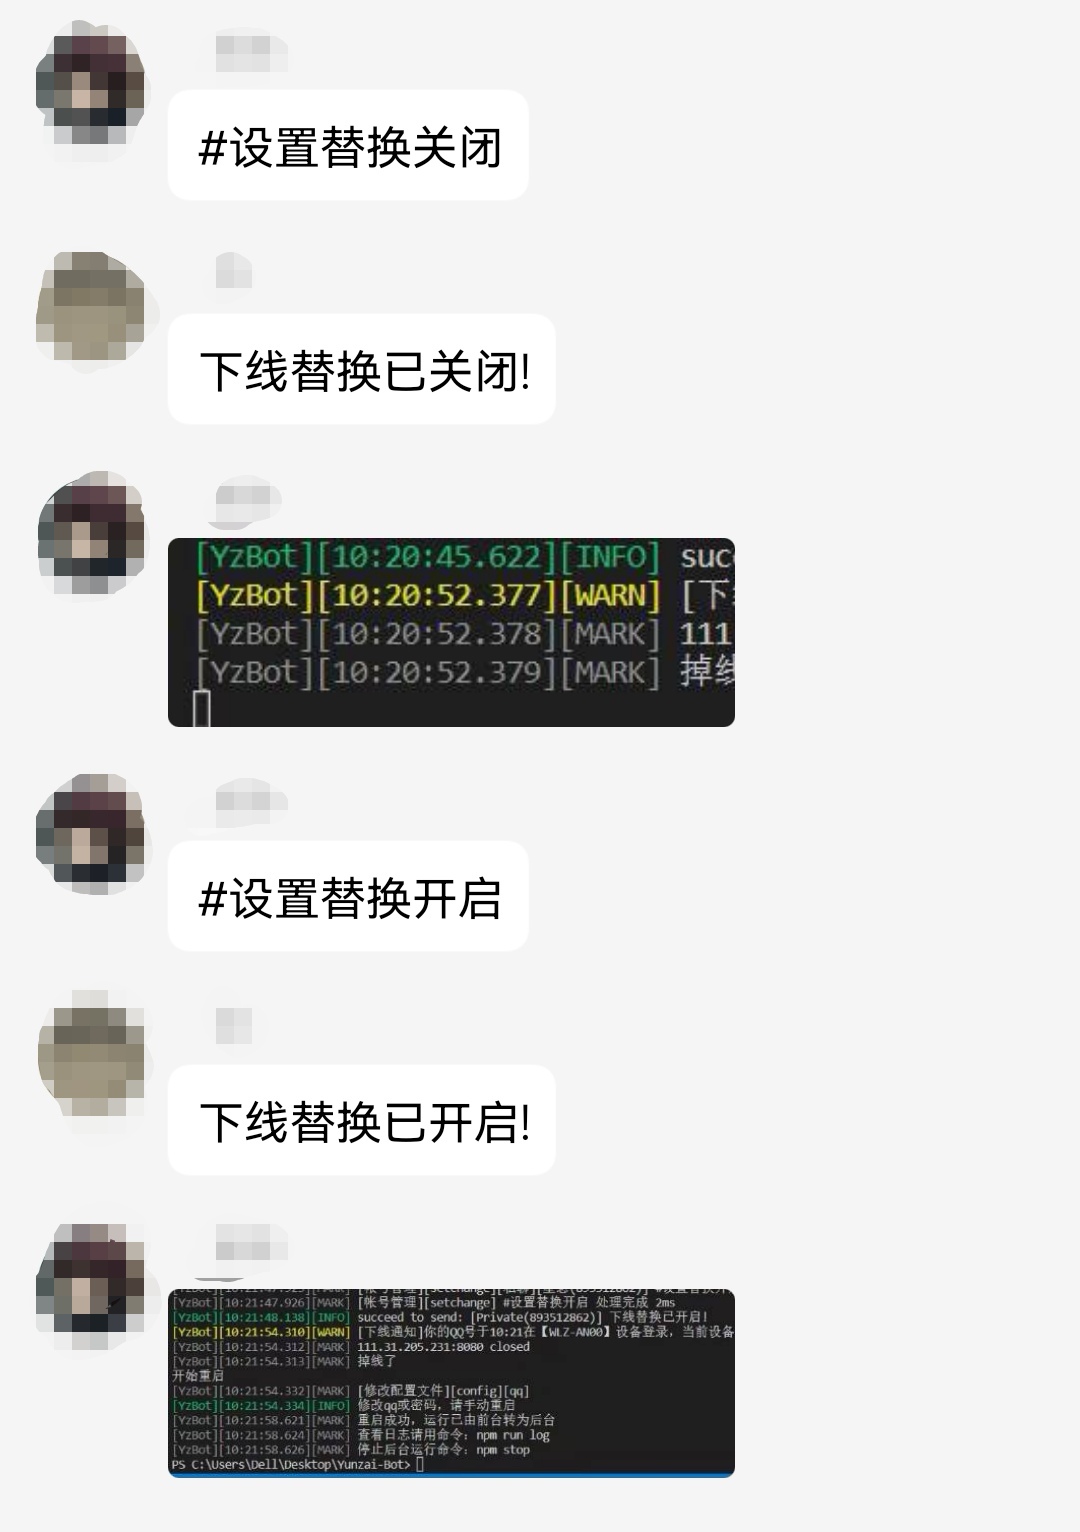 #设置替换关闭
下线替换已关闭!
[YzBot][10:20:45.622][INFO] suc
[YzBot][10:20:52.377][WARN] [下
[YzBot][10:20:52.378][MARK] 111
[YzBot][10:20:52.379][MARK] 掉线
#设置替换开启
下线替换已开启!
[YzBot][10:21:47.926][MARK] [帐号管理][setchange] #设置替换开启 处理完成 2ms
[YzBot][10:21:48.138][INFO] succeed to send: [Private(893512862)] 下线替换已开启!
[YzBot][10:21:54.310][WARN] [下线通知]你的QQ号于10:21在【WLZ-AN00】设备登录，当前设备
[YzBot][10:21:54.312][MARK] 111.31.205.231:8080 closed
[YzBot][10:21:54.313][MARK] 掉线了
开始重启
[YzBot][10:21:54.332][MARK] [修改配置文件][config][qq]
[YzBot][10:21:54.334][INFO] 修改qq或密码，请手动重启
[YzBot][10:21:58.621][MARK] 重启成功，运行已由前台转为后台
[YzBot][10:21:58.624][MARK] 查看日志请用命令：npm run log
[YzBot][10:21:58.626][MARK] 停止后台运行命令：npm stop
PS C:\Users\Dell\Desktop\Yunzai-Bot>